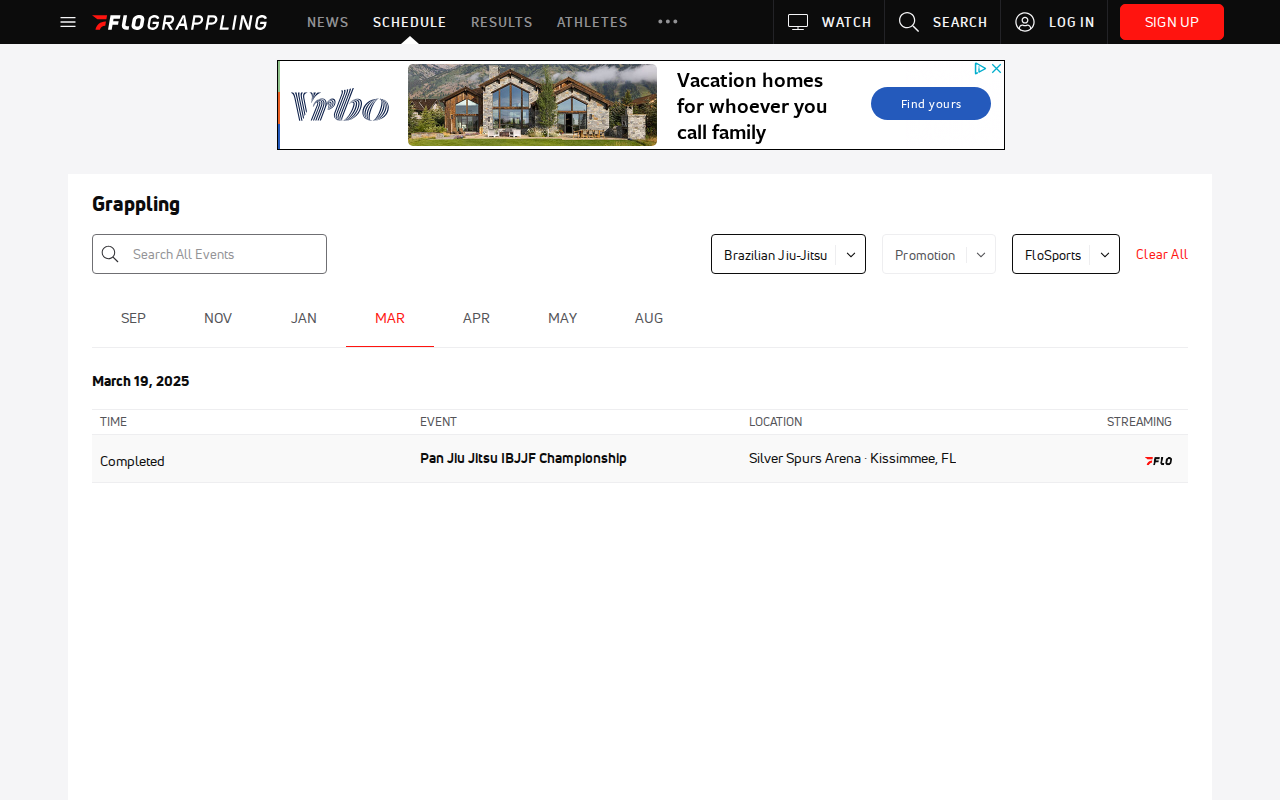 FLOGRAPPLING NEWS SCHEDULE RESULTS ATHLETES WATCH SEARCH LOG IN SIGN UP
Vrbo
Vacation homes
for whoever you
call family
Find yours
Grappling
Search All Events
Brazilian Jiu-Jitsu
Promotion
FloSports
Clear All
SEP NOV JAN MAR APR MAY AUG
March 19, 2025
TIME EVENT LOCATION STREAMING
Completed Pan Jiu Jitsu IBJJF Championship Silver Spurs Arena · Kissimmee, FL FLO